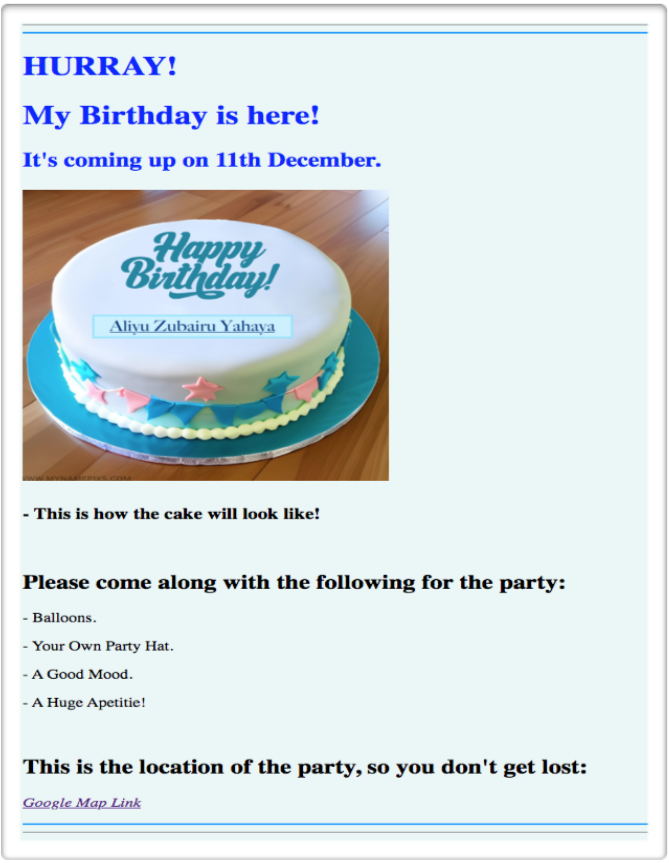 HURRAY!
My Birthday is here!
It's coming up on 11th December.
Happy
Birthday!
Aliyu Zubairu Yahaya
WWW.MYNAMEPIXS.COM
- This is how the cake will look like!
Please come along with the following for the party:
- Balloons.
- Your Own Party Hat.
- A Good Mood.
- A Huge Apetitie!
This is the location of the party, so you don't get lost:
Google Map Link